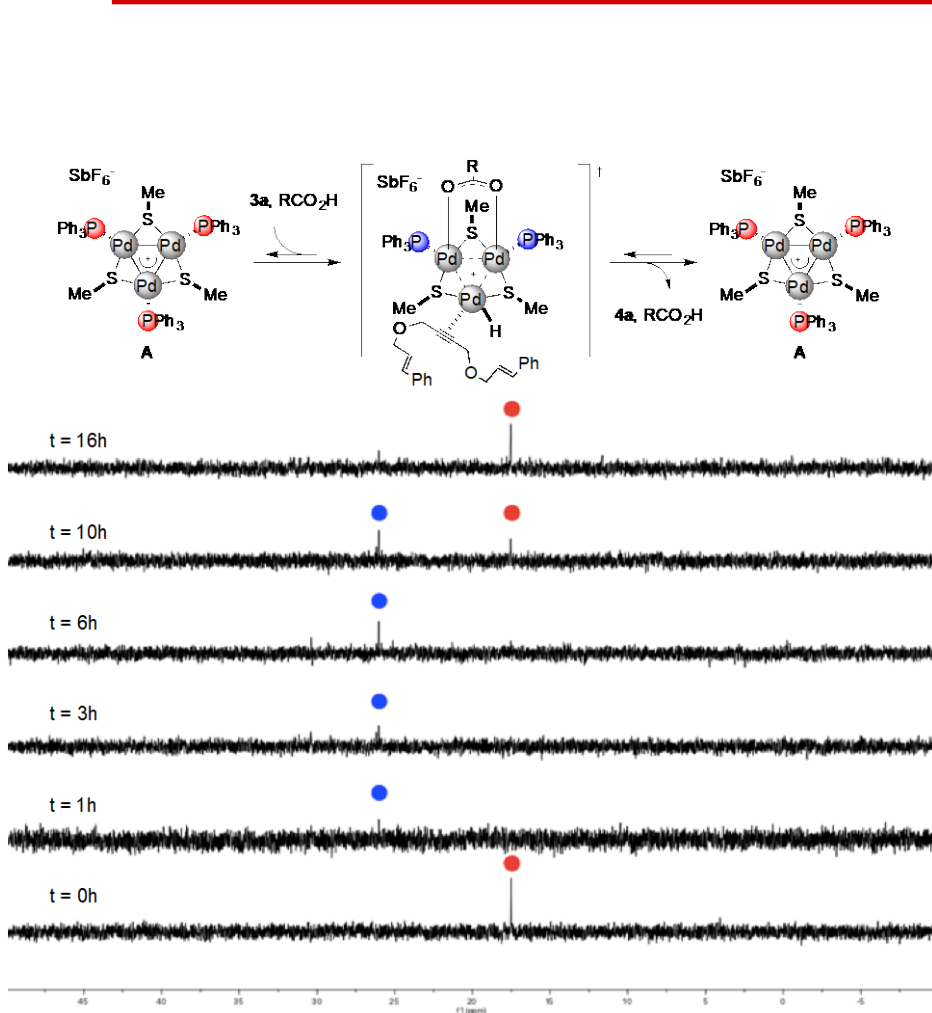 SbF6-
Me
S
Ph3P
PPh3
Pd
Pd
+
Me
S
Pd
S
Me
PPh3
A
3a, RCO2H
SbF6-
R
O
O
Me
S
Ph3P
PPh3
Pd
Pd
+
S
Pd
S
Me
Me
H
O
O
Ph
Ph
‡
4a, RCO2H
SbF6-
Me
S
Ph3P
PPh3
Pd
Pd
+
Me
S
Pd
S
Me
PPh3
A
t = 16h
t = 10h
t = 6h
t = 3h
t = 1h
t = 0h
45 40 35 30 25 20 15 10 5 0 -5
f1 (ppm)